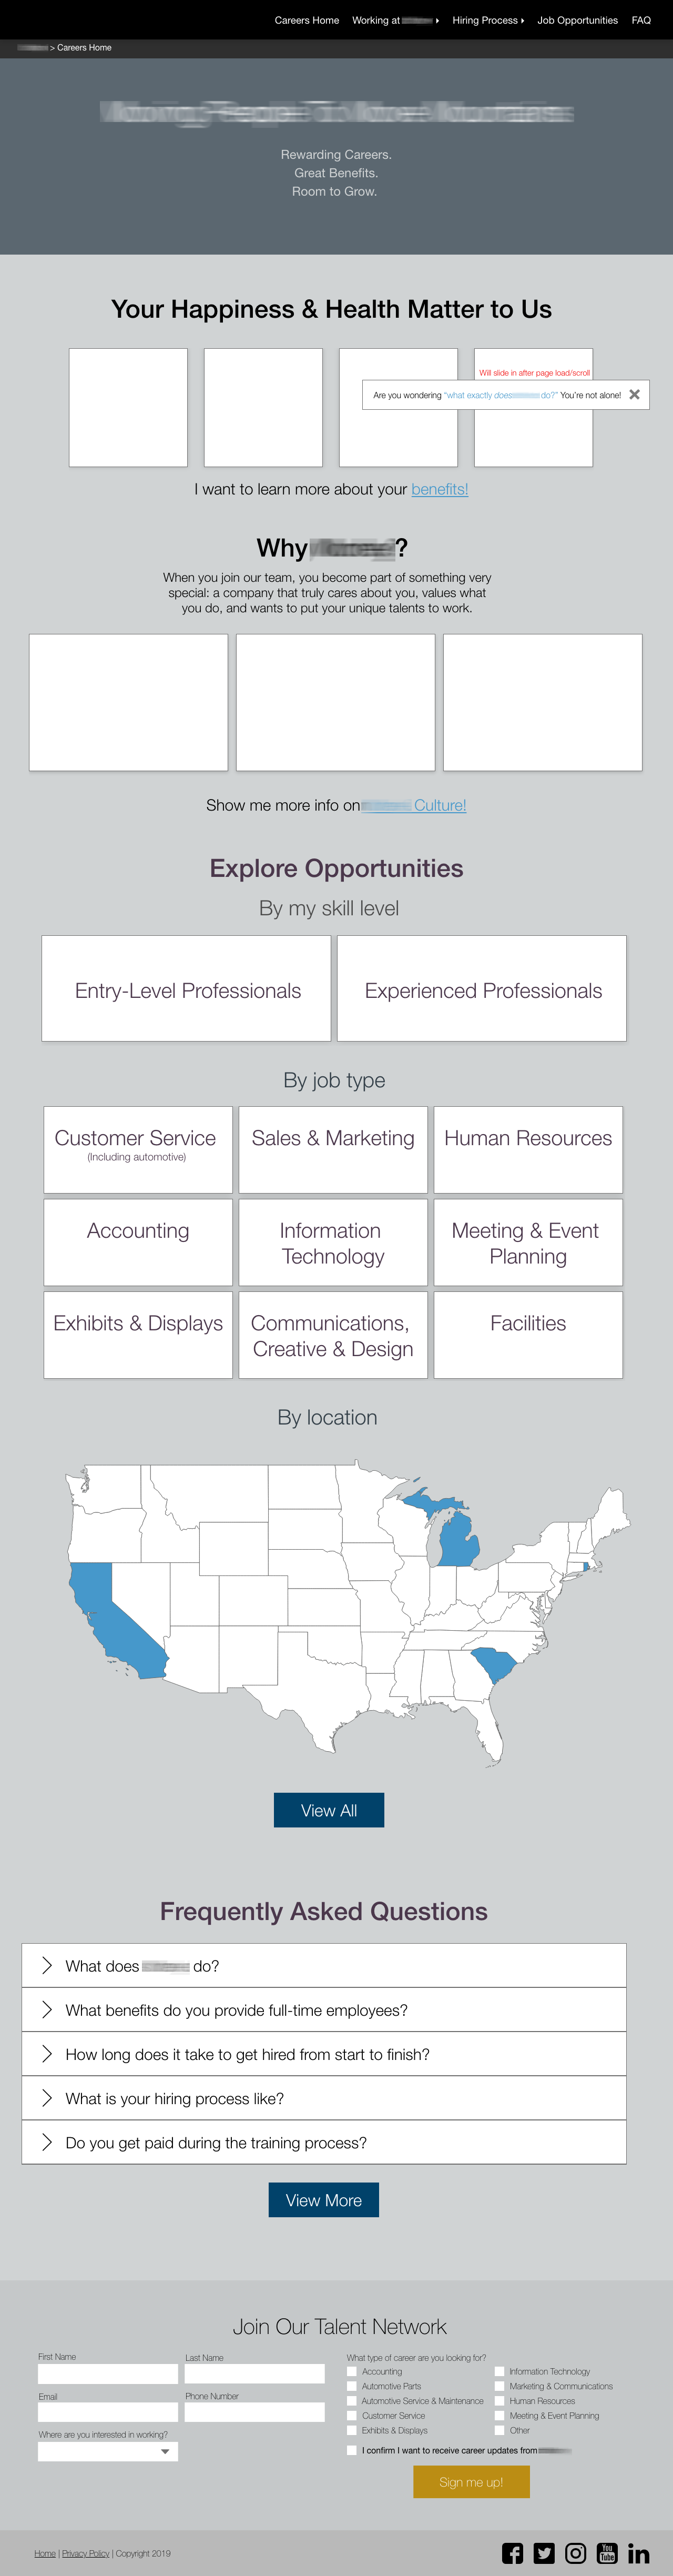 Careers Home Working at Hiring Process Job Opportunities FAQ
> Careers Home
Rewarding Careers.
Great Benefits.
Room to Grow.
Your Happiness & Health Matter to Us
Will slide in after page load/scroll
Are you wondering “what exactly does do?” You’re not alone!
I want to learn more about your benefits!
Why ?
When you join our team, you become part of something very
special: a company that truly cares about you, values what
you do, and wants to put your unique talents to work.
Show me more info on Culture!
Explore Opportunities
By my skill level
Entry-Level Professionals
Experienced Professionals
By job type
Customer Service
(Including automotive)
Sales & Marketing
Human Resources
Accounting
Information
Technology
Meeting & Event
Planning
Exhibits & Displays
Communications,
Creative & Design
Facilities
By location
View All
Frequently Asked Questions
What does do?
What benefits do you provide full-time employees?
How long does it take to get hired from start to finish?
What is your hiring process like?
Do you get paid during the training process?
View More
Join Our Talent Network
First Name
Last Name
Email
Phone Number
Where are you interested in working?
What type of career are you looking for?
Accounting
Automotive Parts
Automotive Service & Maintenance
Customer Service
Exhibits & Displays
Information Technology
Marketing & Communications
Human Resources
Meeting & Event Planning
Other
I confirm I want to receive career updates from
Sign me up!
Home | Privacy Policy | Copyright 2019
You
Tube
in